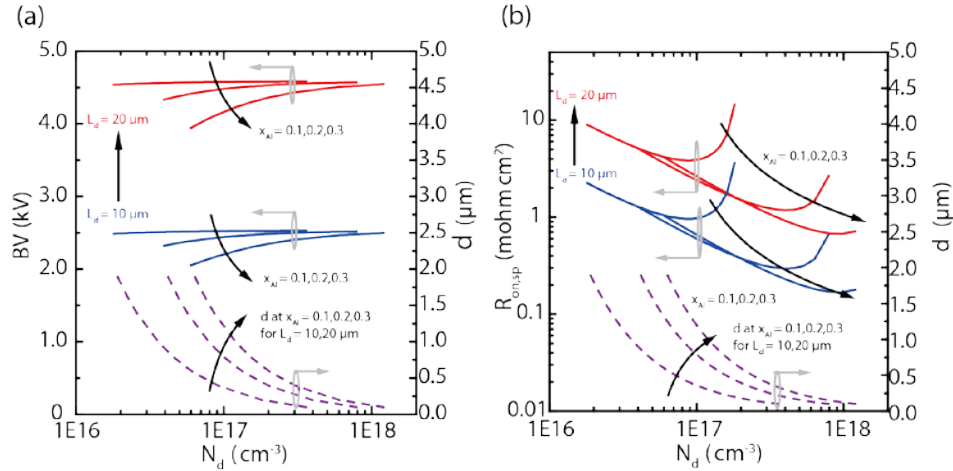 (a)
5.0
4.0
3.0
2.0
1.0
0
BV (kV)
5.0
4.5
4.0
3.5
3.0
2.5
2.0
1.5
1.0
0.5
0.0
d (µm)
L_d = 20 µm
L_d = 10 µm
x_Al = 0.1,0.2,0.3
x_Al = 0.1,0.2,0.3
d at x_Al = 0.1,0.2,0.3
for L_d = 10,20 µm
1E16
1E17
1E18
N_d (cm⁻³)
(b)
10
1
0.1
0.01
R_on,sp (mohm cm²)
5.0
4.5
4.0
3.5
3.0
2.5
2.0
1.5
1.0
0.5
0.0
d (µm)
L_d = 20 µm
L_d = 10 µm
x_Al = 0.1,0.2,0.3
x_Al = 0.1,0.2,0.3
d at x_Al = 0.1,0.2,0.3
for L_d = 10,20 µm
1E16
1E17
1E18
N_d (cm⁻³)